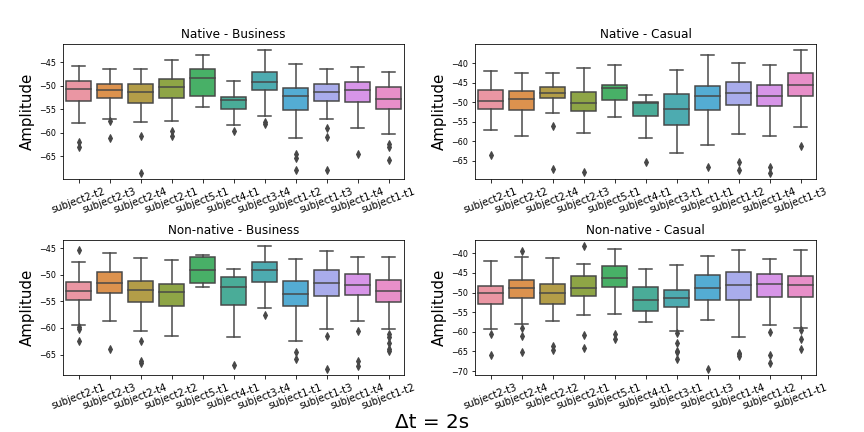 Native - Business
Amplitude
−45
−50
−55
−60
−65
subject2-t2 subject2-t3 subject2-t4 subject2-t1 subject5-t1 subject4-t1 subject3-t4 subject1-t2 subject1-t3 subject1-t4 subject1-t1
Native - Casual
Amplitude
−40
−45
−50
−55
−60
−65
subject2-t1 subject2-t2 subject2-t4 subject2-t3 subject5-t1 subject4-t1 subject3-t1 subject1-t1 subject1-t2 subject1-t4 subject1-t3
Non-native - Business
Amplitude
−45
−50
−55
−60
−65
subject2-t1 subject2-t3 subject2-t4 subject2-t2 subject5-t1 subject4-t1 subject3-t4 subject1-t1 subject1-t3 subject1-t4 subject1-t2
Non-native - Casual
Amplitude
−40
−45
−50
−55
−60
−65
−70
subject2-t3 subject2-t4 subject2-t2 subject2-t1 subject5-t1 subject4-t1 subject3-t1 subject1-t3 subject1-t4 subject1-t2 subject1-t1
Δt = 2s